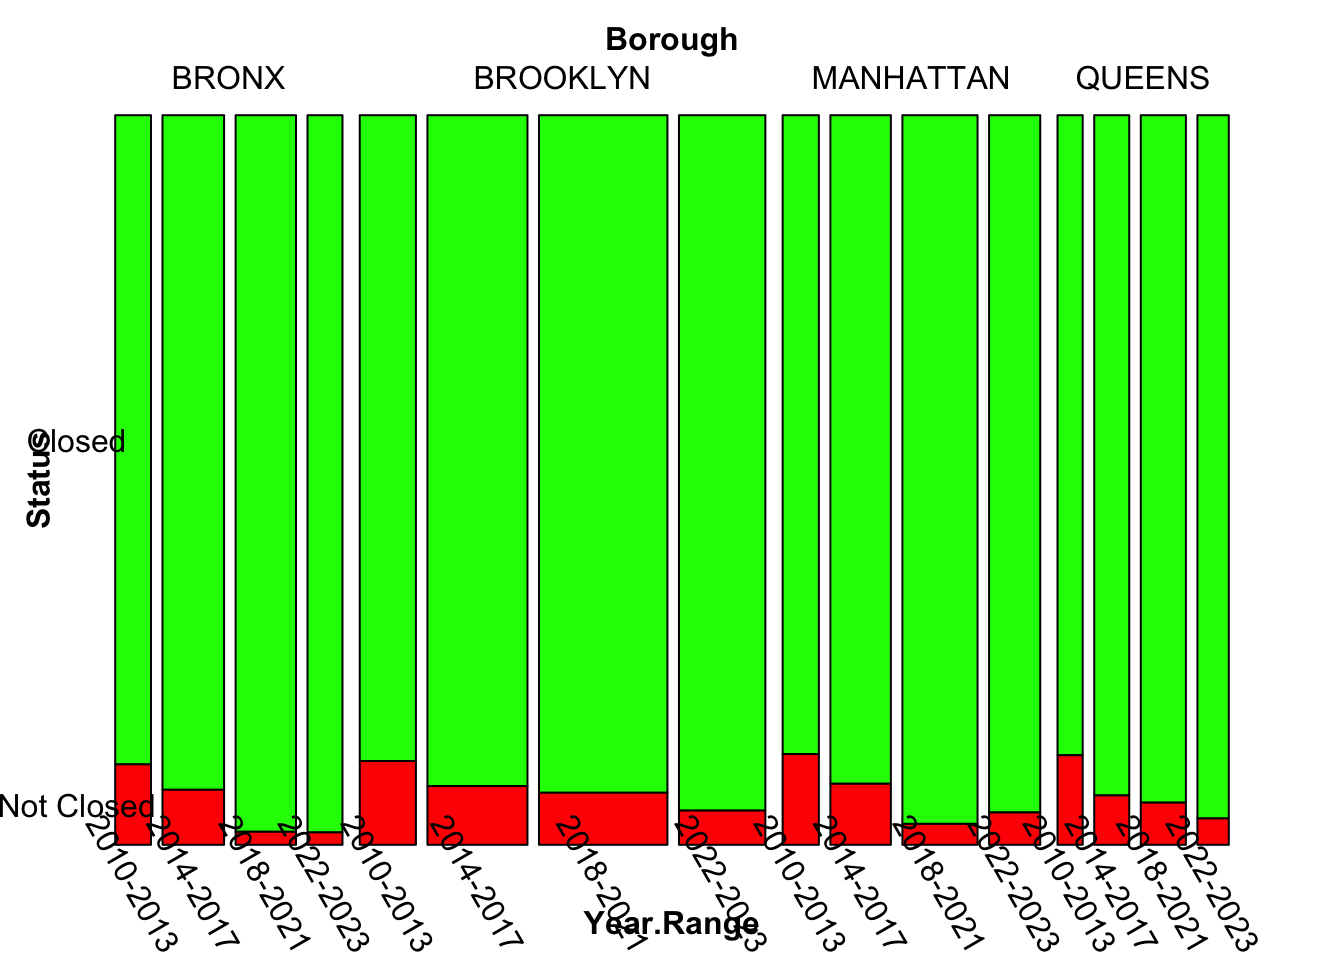 Borough
BRONX BROOKLYN MANHATTAN QUEENS
Closed
Status
Not Closed
2010-2013 2014-2017 2018-2021 2022-2023 2010-2013 2014-2017 2018-2021 2022-2023 2010-2013 2014-2017 2018-2021 2022-2023 2010-2013 2014-2017 2018-2021 2022-2023
Year.Range